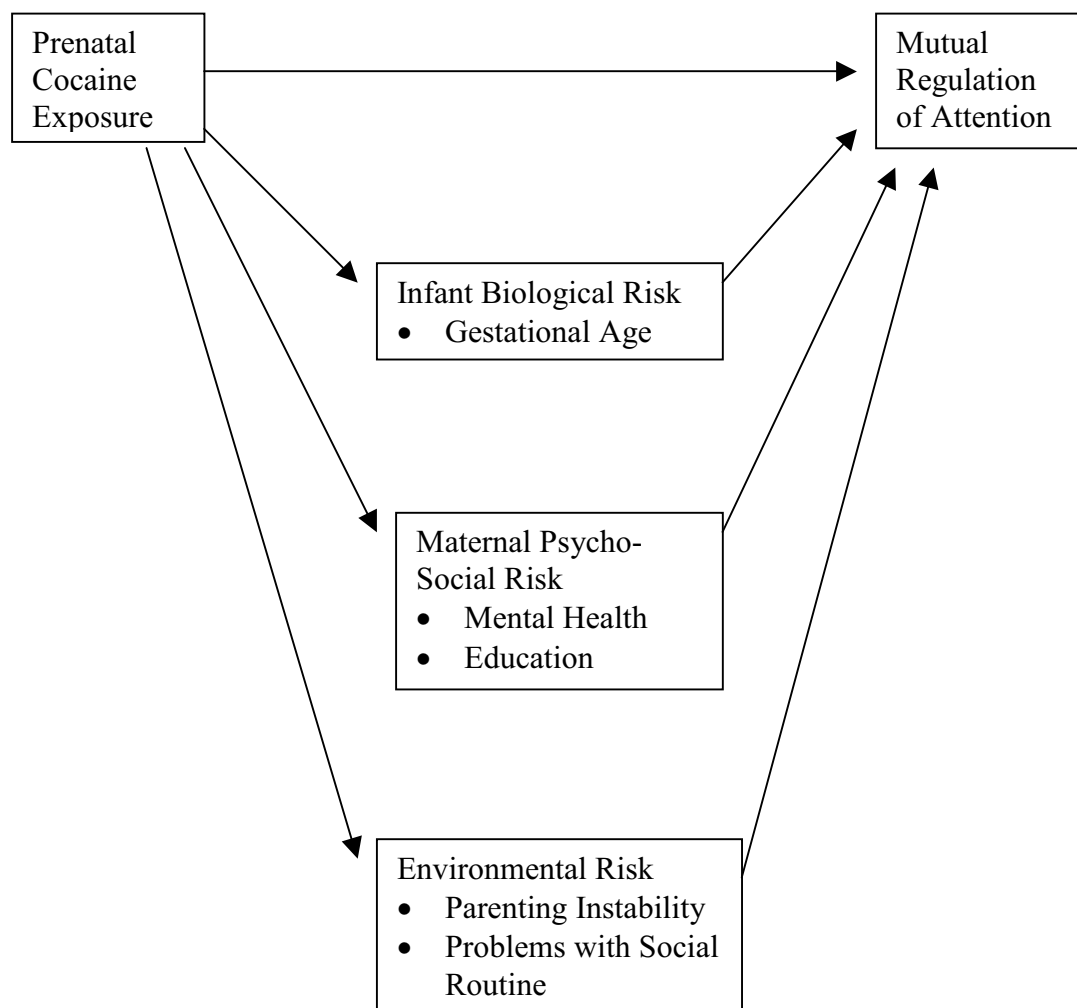 Prenatal
Cocaine
Exposure
Mutual
Regulation
of Attention
Infant Biological Risk
• Gestational Age
Maternal Psycho-
Social Risk
• Mental Health
• Education
Environmental Risk
• Parenting Instability
• Problems with Social
Routine